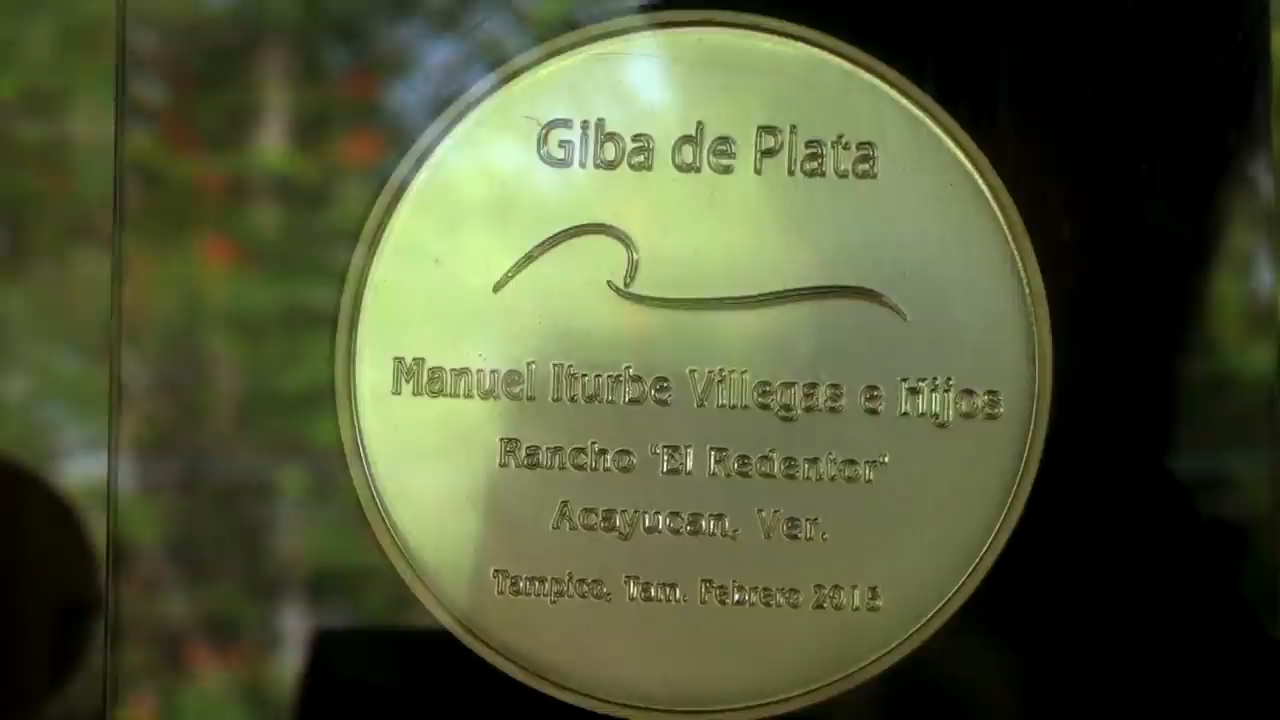 Giba de Plata
Manuel Iturbe Villegas e Hijos
Rancho "El Redentor"
Acayucan, Ver.
Tampico, Tam. Febrero 2015